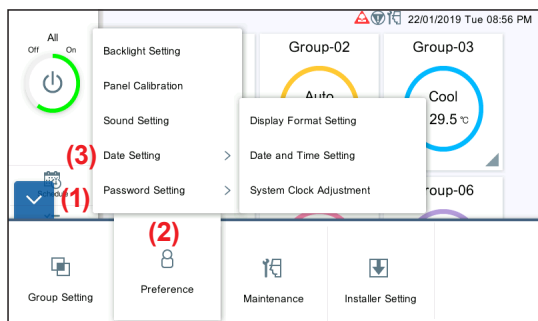 22/01/2019 Tue 08:56 PM
All
Off On
Backlight Setting
Panel Calibration
Sound Setting
(3) Date Setting >
Password Setting >
Group-02
Auto
Group-03
Cool
29.5 ℃
Display Format Setting
Date and Time Setting
System Clock Adjustment
Schedule
(1)
(2)
Group Setting
Preference
Maintenance
Installer Setting